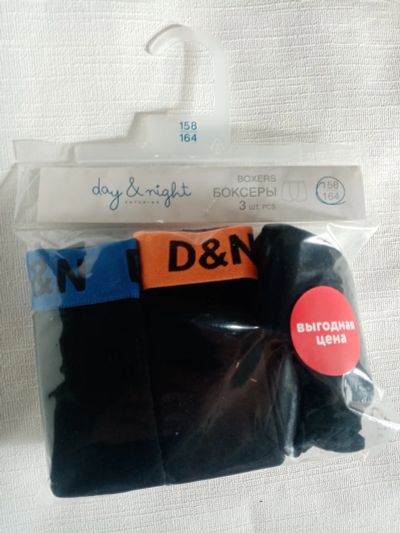 158
164
day & night
BOXERS
БОКСЕРЫ
3 шт. pcs.
158
164
D&N
D&N
выгодная
цена